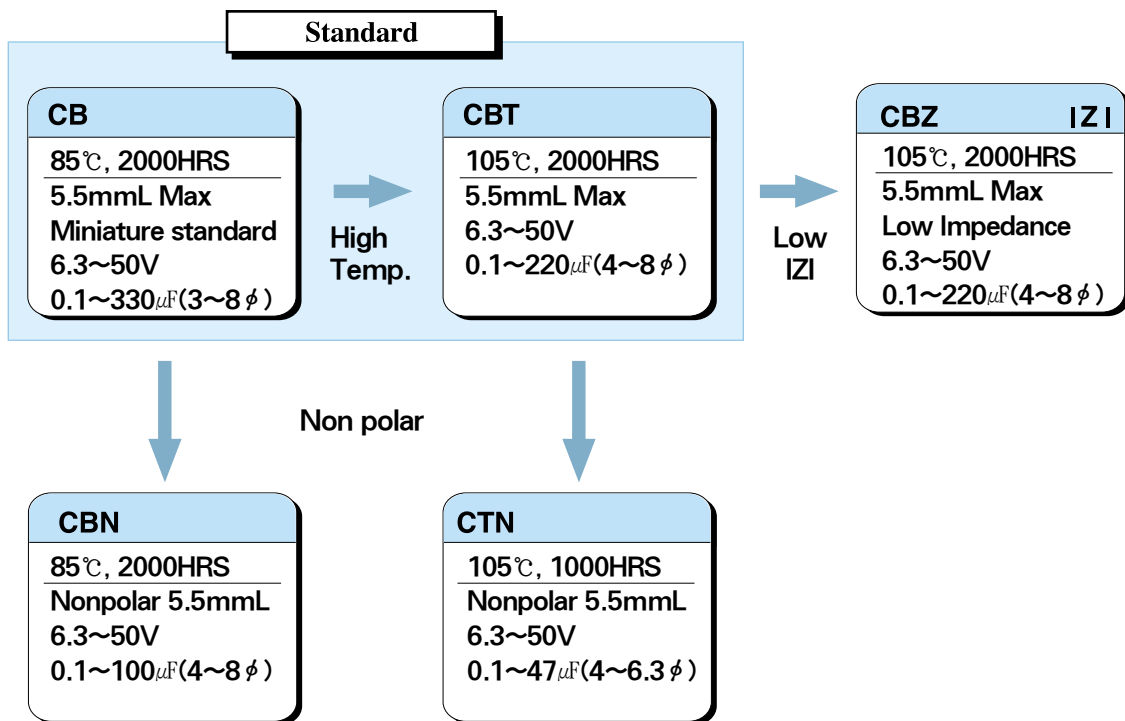 Standard
CB
85℃, 2000HRS
5.5mmL Max
Miniature standard
6.3～50V
0.1～330㎌(3～8φ)
High
Temp.
CBT
105℃, 2000HRS
5.5mmL Max
6.3～50V
0.1～220㎌(4～8φ)
Low
IZI
CBZ IZI
105℃, 2000HRS
5.5mmL Max
Low Impedance
6.3～50V
0.1～220㎌(4～8φ)
Non polar
CBN
85℃, 2000HRS
Nonpolar 5.5mmL
6.3～50V
0.1～100㎌(4～8φ)
CTN
105℃, 1000HRS
Nonpolar 5.5mmL
6.3～50V
0.1～47㎌(4～6.3φ)